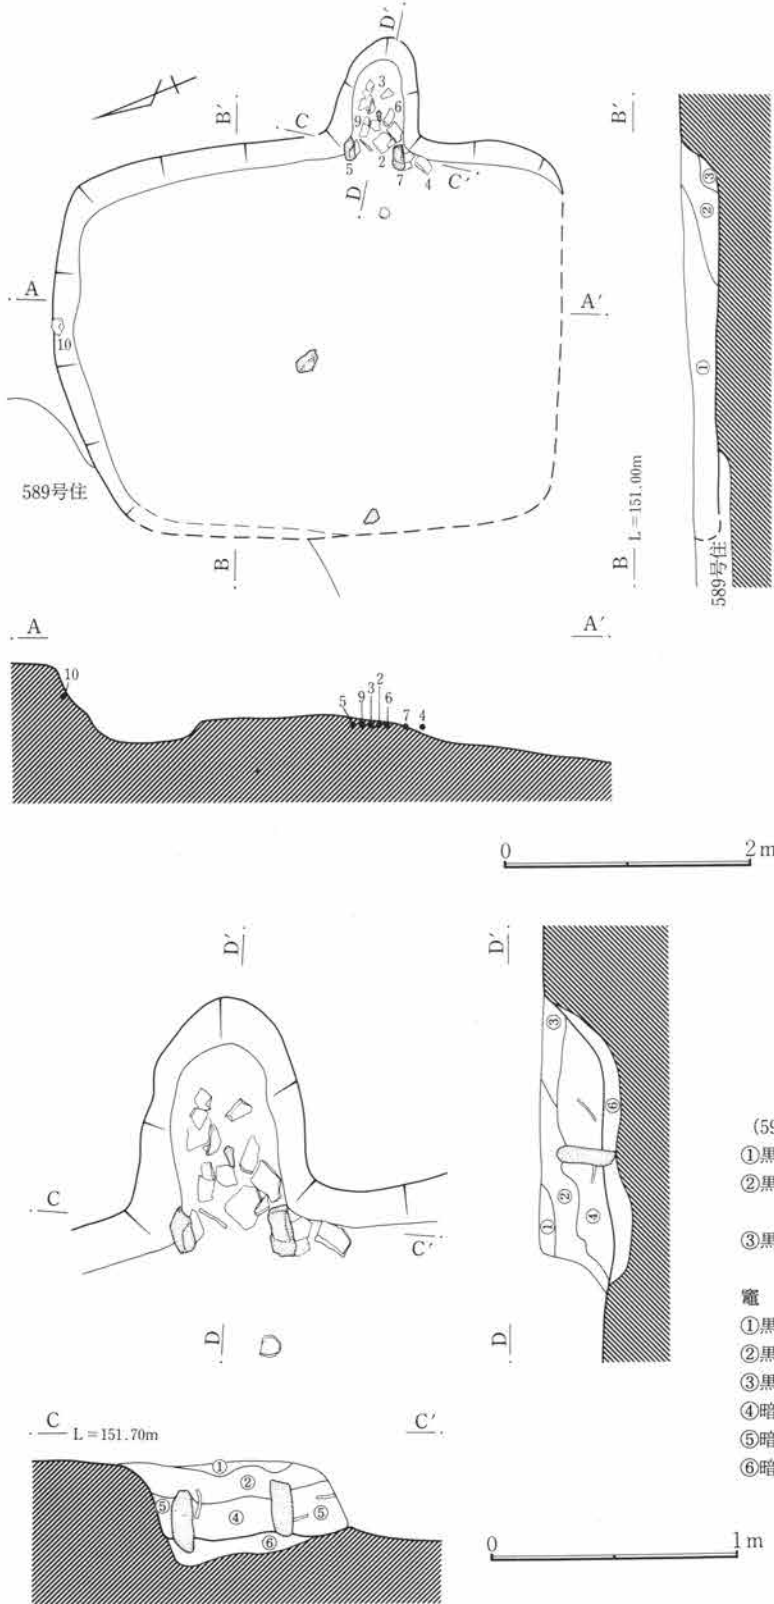 D′
3
6
9
5
2
7
4
B′
C
C′
D
A
A′
10
589号住
B
B′
③
②
①
B
L＝151.00m
589号住
A
A′
10
5
9
3
2
6
7
4
0
2m
D′
C
C′
D
D′
③
⑥
②
④
①
D
(59
①黒
②黒
③黒
竈
①黒
②黒
③黒
④暗
⑤暗
⑥暗
C
L＝151.70m
C′
①
②
⑤
④
⑤
⑥
0
1m